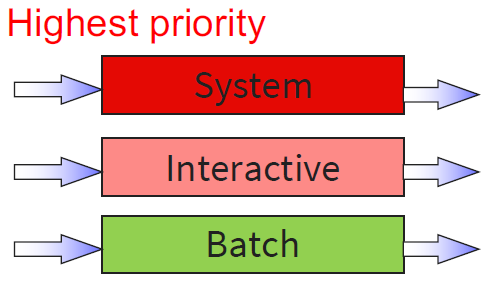 Highest priority
System
Interactive
Batch